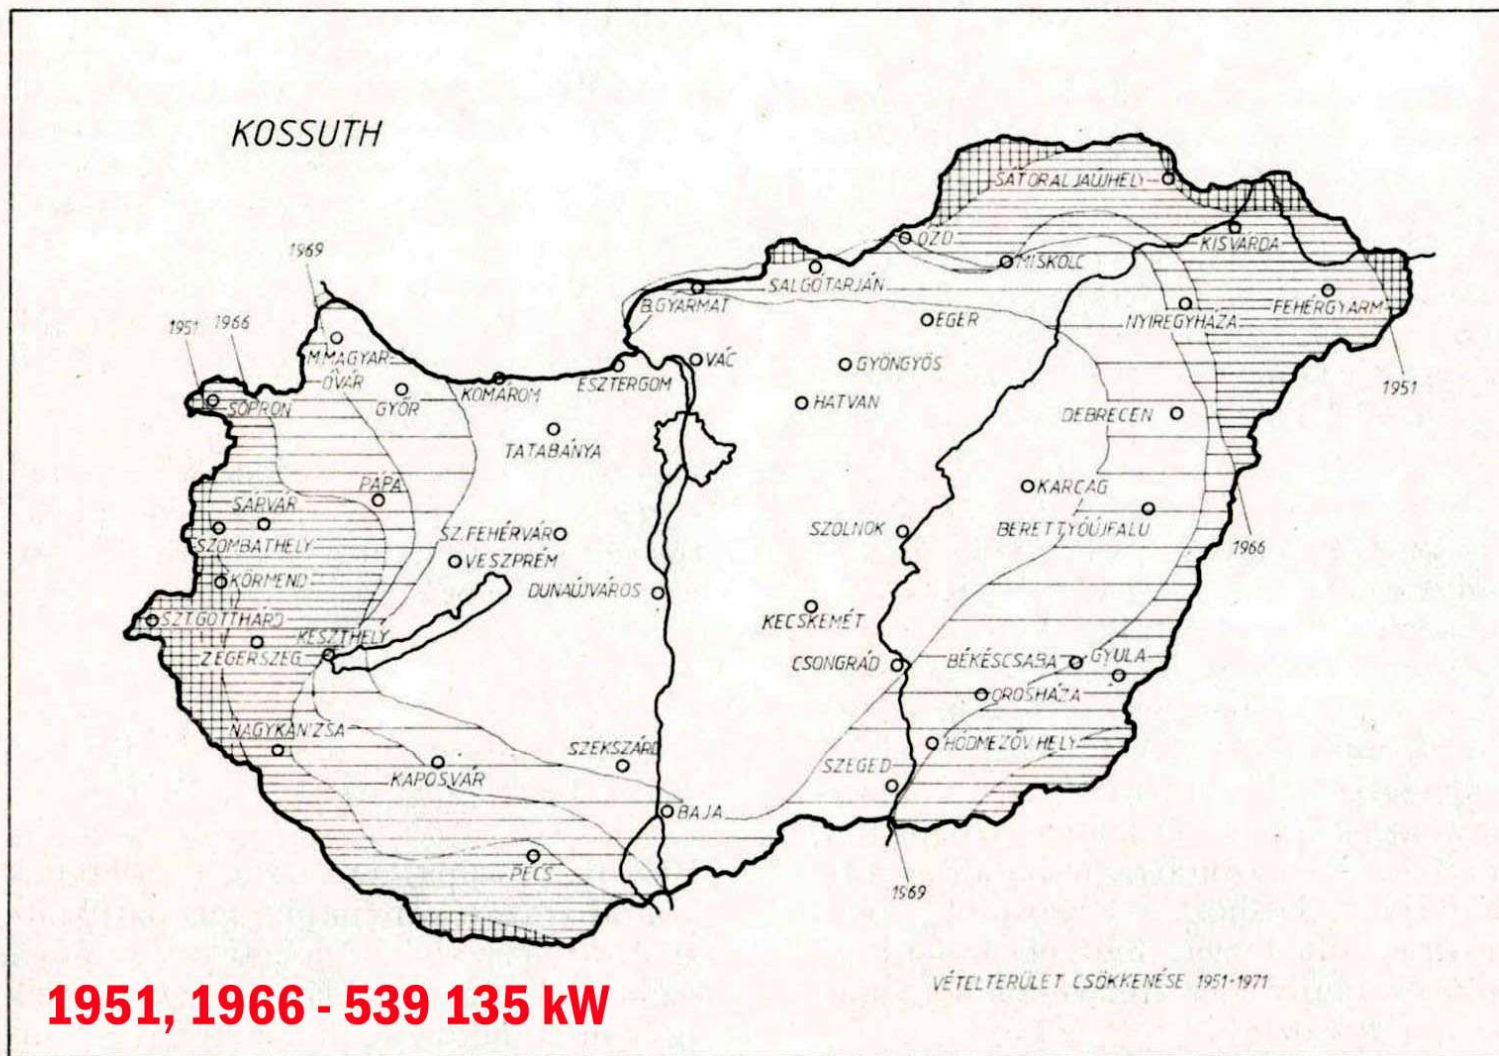 KOSSUTH
1969
1951
1966
SÁTORALJAÚJHELY
ÓZD
MISKOLC
KISVÁRDA
SALGÓTARJÁN
B.GYARMAT
NYIREGYHÁZA
FEHÉRGYARM
EGER
M.MAGYAR
ÓVÁR
VÁC
GYÖNGYÖS
ESZTERGOM
KOMÁROM
1951
SOPRON
GYŐR
HATVAN
DEBRECEN
TATABÁNYA
PÁPA
KARCAG
SÁRVÁR
SZ.FEHÉRVÁR
SZOLNOK
BERETTYÓÚJFALU
SZOMBATHELY
1966
VESZPRÉM
KÖRMEND
DUNAÚJVÁROS
SZT.GOTTHÁRD
KECSKEMÉT
KESZTHELY
ZEGERSZEG
CSONGRÁD
BÉKÉSCSABA
GYULA
OROSHÁZA
NAGYKANIZSA
SZEKSZÁRD
HÓDMEZŐV.HELY
KAPOSVÁR
SZEGED
BAJA
PÉCS
1969
VÉTELTERÜLET CSÖKKENÉSE 1951-1971
1951, 1966 - 539 135 kW